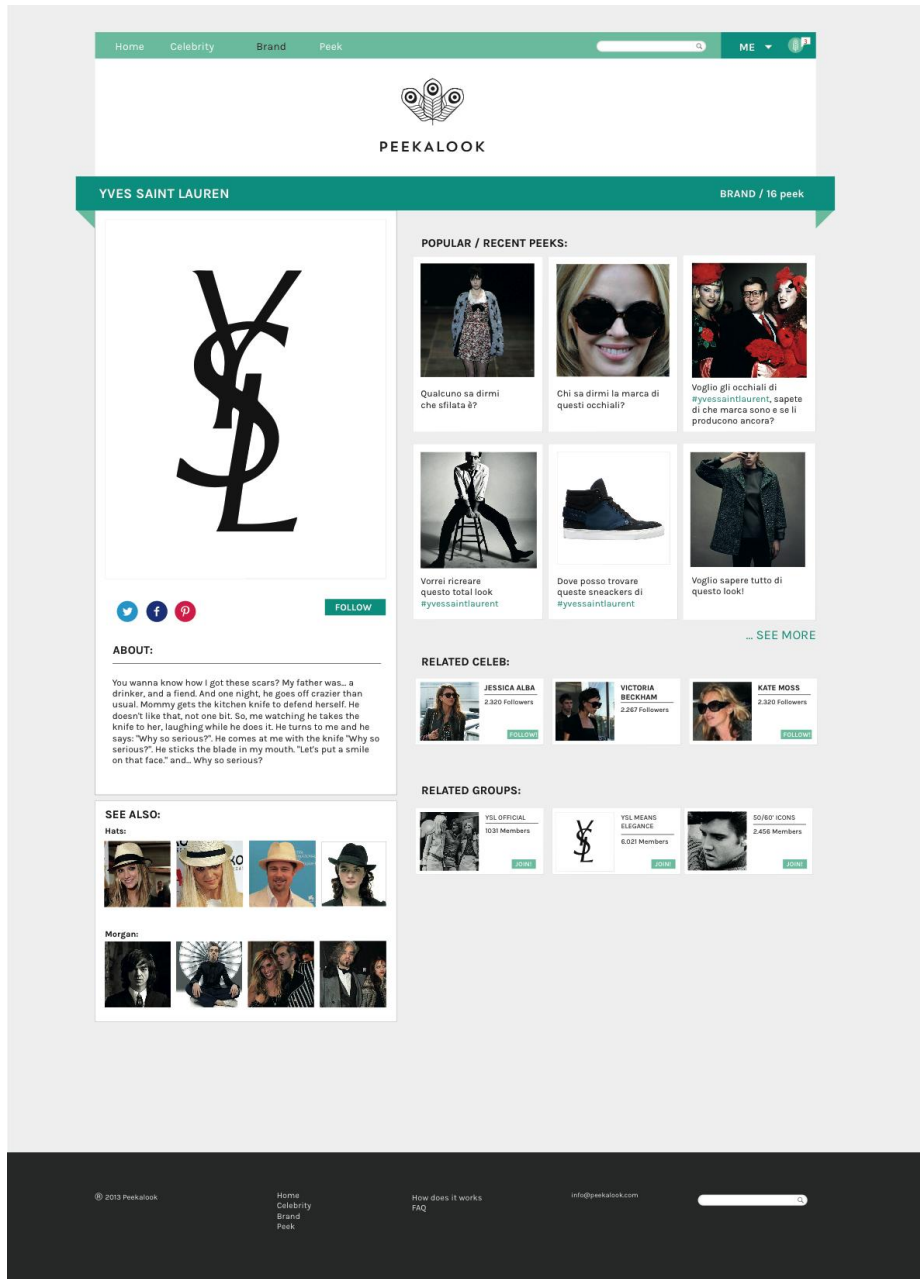 Home Celebrity Brand Peek
ME 3
PEEKALOOK
YVES SAINT LAUREN
BRAND / 16 peek
YSL
FOLLOW
ABOUT:
You wanna know how I got these scars? My father was... a
drinker, and a fiend. And one night, he goes off crazier than
usual. Mommy gets the kitchen knife to defend herself. He
doesn't like that, not one bit. So, me watching he takes the
knife to her, laughing while he does it. He turns to me and he
says: "Why so serious?". He comes at me with the knife "Why so
serious?". He sticks the blade in my mouth. "Let's put a smile
on that face." and... Why so serious?
SEE ALSO:
Hats:
Morgan:
POPULAR / RECENT PEEKS:
Qualcuno sa dirmi
che sfilata è?
Chi sa dirmi la marca di
questi occhiali?
Voglio gli occhiali di
#yvessaintlaurent, sapete
di che marca sono e se li
producono ancora?
Vorrei ricreare
questo total look
#yvessaintlaurent
Dove posso trovare
queste sneackers di
#yvessaintlaurent
Voglio sapere tutto di
questo look!
... SEE MORE
RELATED CELEB:
JESSICA ALBA
2.320 Followers
FOLLOW!
VICTORIA
BECKHAM
2.267 Followers
KATE MOSS
2.320 Followers
FOLLOW!
RELATED GROUPS:
YSL OFFICIAL
1031 Members
JOIN!
YSL
YSL MEANS
ELEGANCE
6.021 Members
JOIN!
50/60' ICONS
2.456 Members
JOIN!
® 2013 Peekalook
Home
Celebrity
Brand
Peek
How does it works
FAQ
info@peekalook.com